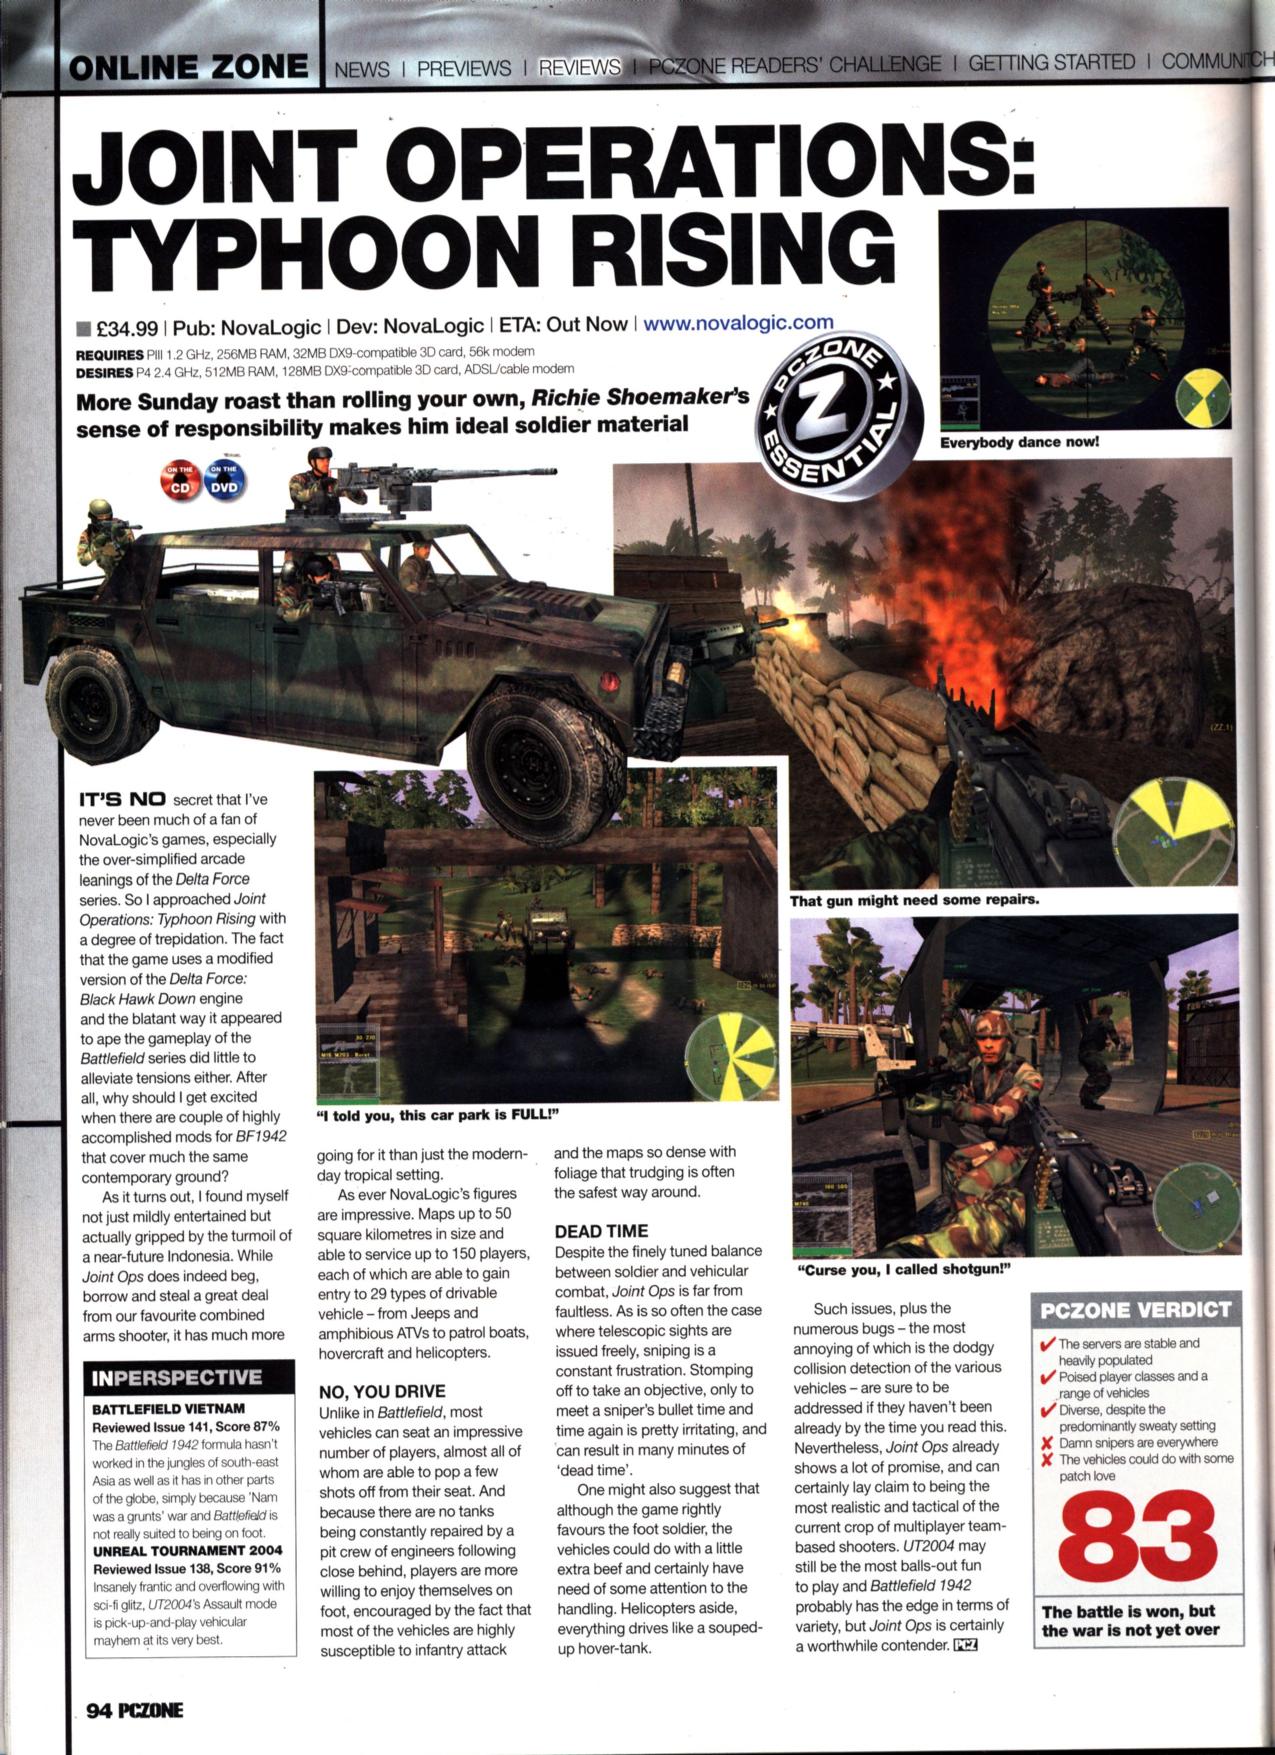 ONLINE ZONE
NEWS | PREVIEWS | REVIEWS | PCZONE READERS' CHALLENGE | GETTING STARTED | COMMUNIT
JOINT OPERATIONS:
TYPHOON RISING
£34.99 | Pub: NovaLogic | Dev: NovaLogic | ETA: Out Now | www.novalogic.com
REQUIRES PIII 1.2 GHz, 256MB RAM, 32MB DX9-compatible 3D card, 56k modem
DESIRES P4 2.4 GHz, 512MB RAM, 128MB DX9-compatible 3D card, ADSL/cable modem
More Sunday roast than rolling your own, Richie Shoemaker's
sense of responsibility makes him ideal soldier material
PCZONE
Z
ESSENTIAL
ON THE
CD
ON THE
DVD
Everybody dance now!
That gun might need some repairs.
"I told you, this car park is FULL!"
"Curse you, I called shotgun!"
IT'S NO secret that I've
never been much of a fan of
NovaLogic's games, especially
the over-simplified arcade
leanings of the Delta Force
series. So I approached Joint
Operations: Typhoon Rising with
a degree of trepidation. The fact
that the game uses a modified
version of the Delta Force:
Black Hawk Down engine
and the blatant way it appeared
to ape the gameplay of the
Battlefield series did little to
alleviate tensions either. After
all, why should I get excited
when there are couple of highly
accomplished mods for BF1942
that cover much the same
contemporary ground?
As it turns out, I found myself
not just mildly entertained but
actually gripped by the turmoil of
a near-future Indonesia. While
Joint Ops does indeed beg,
borrow and steal a great deal
from our favourite combined
arms shooter, it has much more
going for it than just the modern-
day tropical setting.
As ever NovaLogic's figures
are impressive. Maps up to 50
square kilometres in size and
able to service up to 150 players,
each of which are able to gain
entry to 29 types of drivable
vehicle – from Jeeps and
amphibious ATVs to patrol boats,
hovercraft and helicopters.
NO, YOU DRIVE
Unlike in Battlefield, most
vehicles can seat an impressive
number of players, almost all of
whom are able to pop a few
shots off from their seat. And
because there are no tanks
being constantly repaired by a
pit crew of engineers following
close behind, players are more
willing to enjoy themselves on
foot, encouraged by the fact that
most of the vehicles are highly
susceptible to infantry attack
and the maps so dense with
foliage that trudging is often
the safest way around.
DEAD TIME
Despite the finely tuned balance
between soldier and vehicular
combat, Joint Ops is far from
faultless. As is so often the case
where telescopic sights are
issued freely, sniping is a
constant frustration. Stomping
off to take an objective, only to
meet a sniper's bullet time and
time again is pretty irritating, and
can result in many minutes of
'dead time'.
One might also suggest that
although the game rightly
favours the foot soldier, the
vehicles could do with a little
extra beef and certainly have
need of some attention to the
handling. Helicopters aside,
everything drives like a souped-
up hover-tank.
Such issues, plus the
numerous bugs – the most
annoying of which is the dodgy
collision detection of the various
vehicles – are sure to be
addressed if they haven't been
already by the time you read this.
Nevertheless, Joint Ops already
shows a lot of promise, and can
certainly lay claim to being the
most realistic and tactical of the
current crop of multiplayer team-
based shooters. UT2004 may
still be the most balls-out fun
to play and Battlefield 1942
probably has the edge in terms of
variety, but Joint Ops is certainly
a worthwhile contender. PCZ
INPERSPECTIVE
BATTLEFIELD VIETNAM
Reviewed Issue 141, Score 87%
The Battlefield 1942 formula hasn't
worked in the jungles of south-east
Asia as well as it has in other parts
of the globe, simply because 'Nam
was a grunts' war and Battlefield is
not really suited to being on foot.
UNREAL TOURNAMENT 2004
Reviewed Issue 138, Score 91%
Insanely frantic and overflowing with
sci-fi glitz, UT2004's Assault mode
is pick-up-and-play vehicular
mayhem at its very best.
PCZONE VERDICT
✓ The servers are stable and
heavily populated
✓ Poised player classes and a
range of vehicles
✓ Diverse, despite the
predominantly sweaty setting
✗ Damn snipers are everywhere
✗ The vehicles could do with some
patch love
83
The battle is won, but
the war is not yet over
94 PCZONE